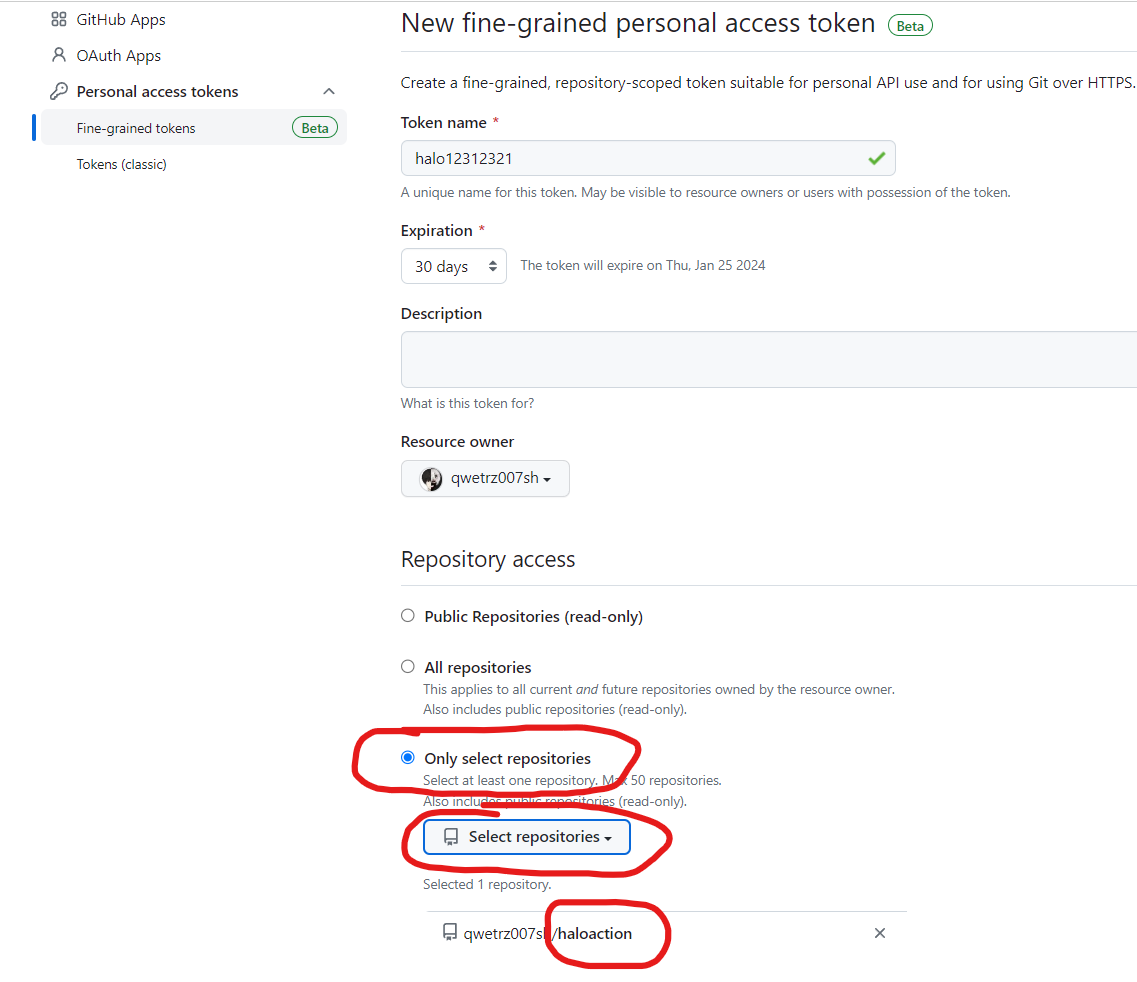 GitHub Apps
OAuth Apps
Personal access tokens
Fine-grained tokens Beta
Tokens (classic)
New fine-grained personal access token Beta
Create a fine-grained, repository-scoped token suitable for personal API use and for using Git over HTTPS.
Token name *
halo12312321
A unique name for this token. May be visible to resource owners or users with possession of the token.
Expiration *
30 days The token will expire on Thu, Jan 25 2024
Description
What is this token for?
Resource owner
qwetrz007sh
Repository access
Public Repositories (read-only)
All repositories
This applies to all current and future repositories owned by the resource owner.
Also includes public repositories (read-only).
Only select repositories
Select at least one repository. Max 50 repositories.
Also includes public repositories (read-only).
Select repositories
Selected 1 repository.
qwetrz007sh/haloaction